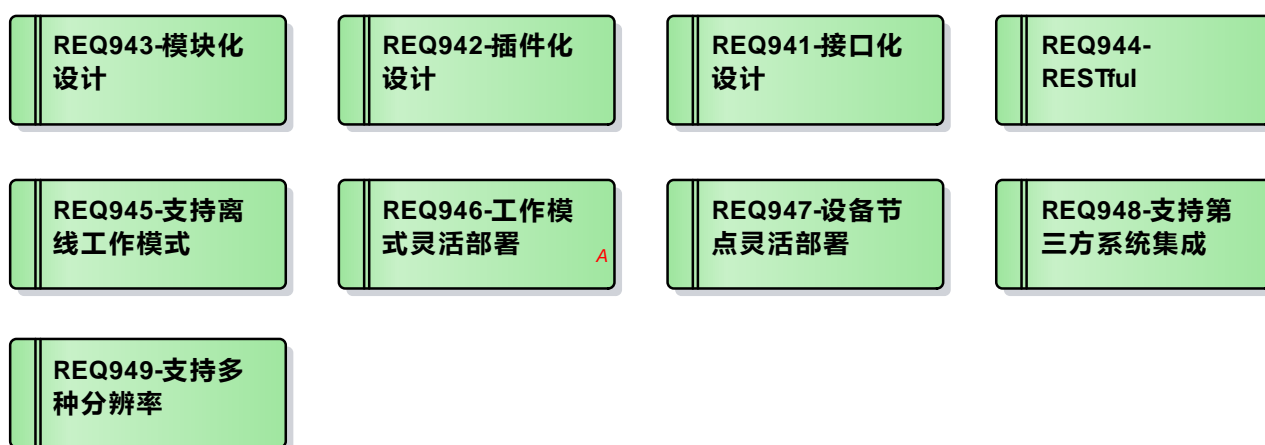 REQ943-模块化
设计
REQ942-插件化
设计
REQ941-接口化
设计
REQ944-
RESTful
REQ945-支持离
线工作模式
REQ946-工作模
式灵活部署
A
REQ947-设备节
点灵活部署
REQ948-支持第
三方系统集成
REQ949-支持多
种分辨率